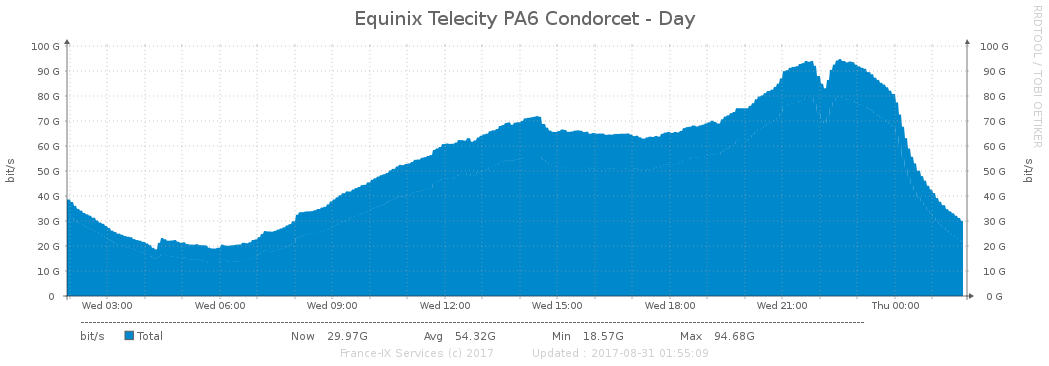 Equinix Telecity PA6 Condorcet - Day
RRDTOOL / TOBI OETIKER
bit/s
bit/s
100 G
100 G
90 G
90 G
80 G
80 G
70 G
70 G
60 G
60 G
50 G
50 G
40 G
40 G
30 G
30 G
20 G
20 G
10 G
10 G
0
0 G
Wed 03:00 Wed 06:00 Wed 09:00 Wed 12:00 Wed 15:00 Wed 18:00 Wed 21:00 Thu 00:00
bit/s Total Now 29.97G Avg 54.32G Min 18.57G Max 94.68G
France-IX Services (c) 2017 Updated : 2017-08-31 01:55:09